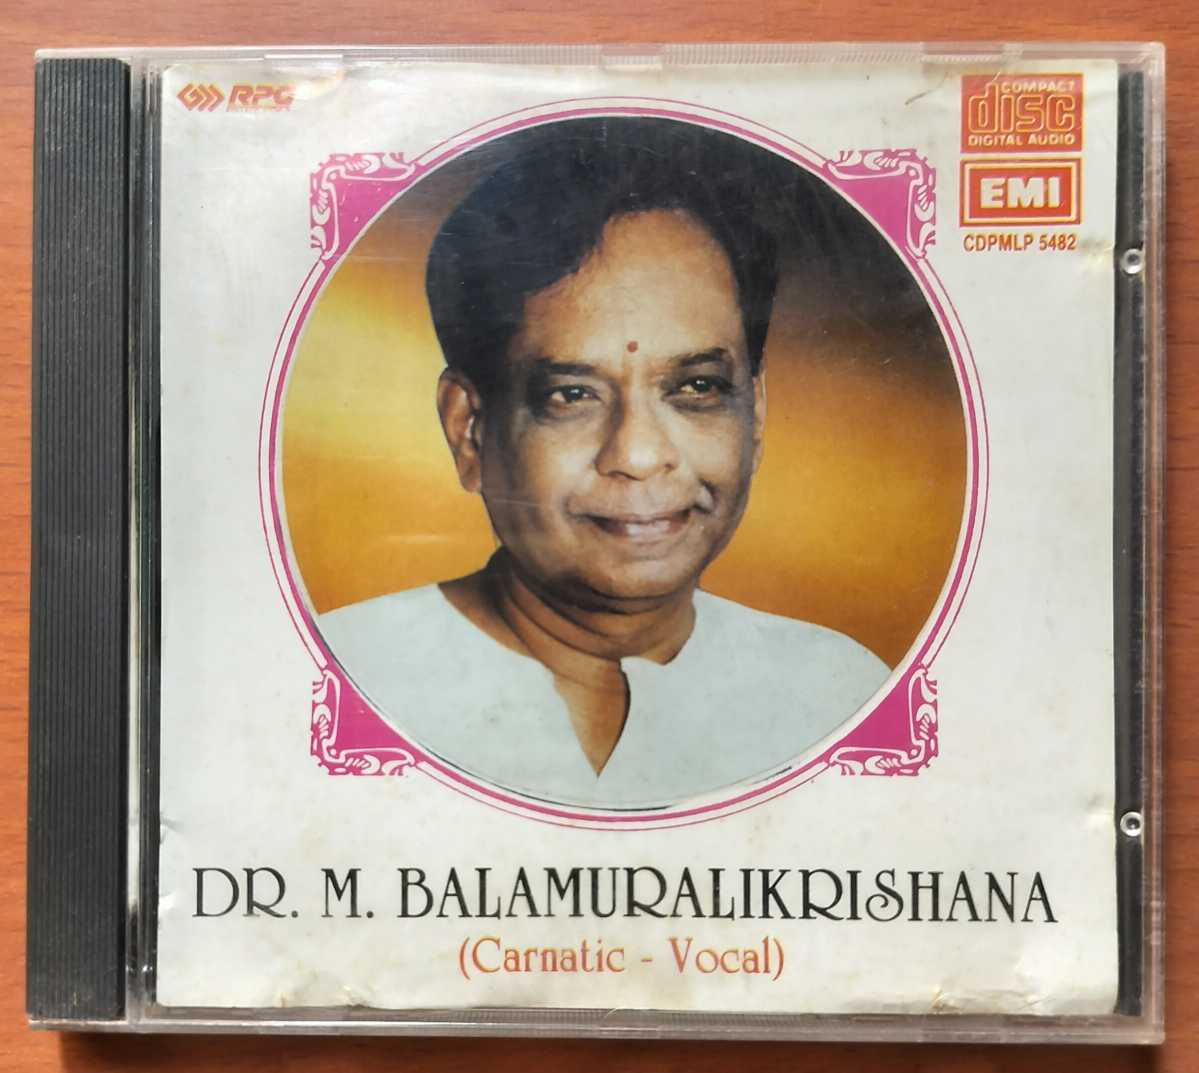 RPG
COMPACT
disc
DIGITAL AUDIO
EMI
CDPMLP 5482
DR. M. BALAMURALIKRISHANA
(Carnatic - Vocal)